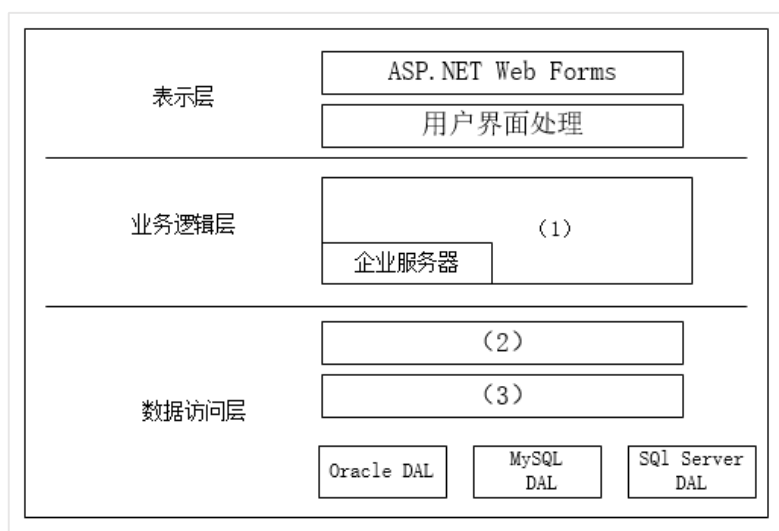 ASP.NET Web Forms
表示层
用户界面处理
业务逻辑层
（1）
企业服务器
（2）
（3）
数据访问层
Oracle DAL
MySQL
DAL
SQl Server
DAL